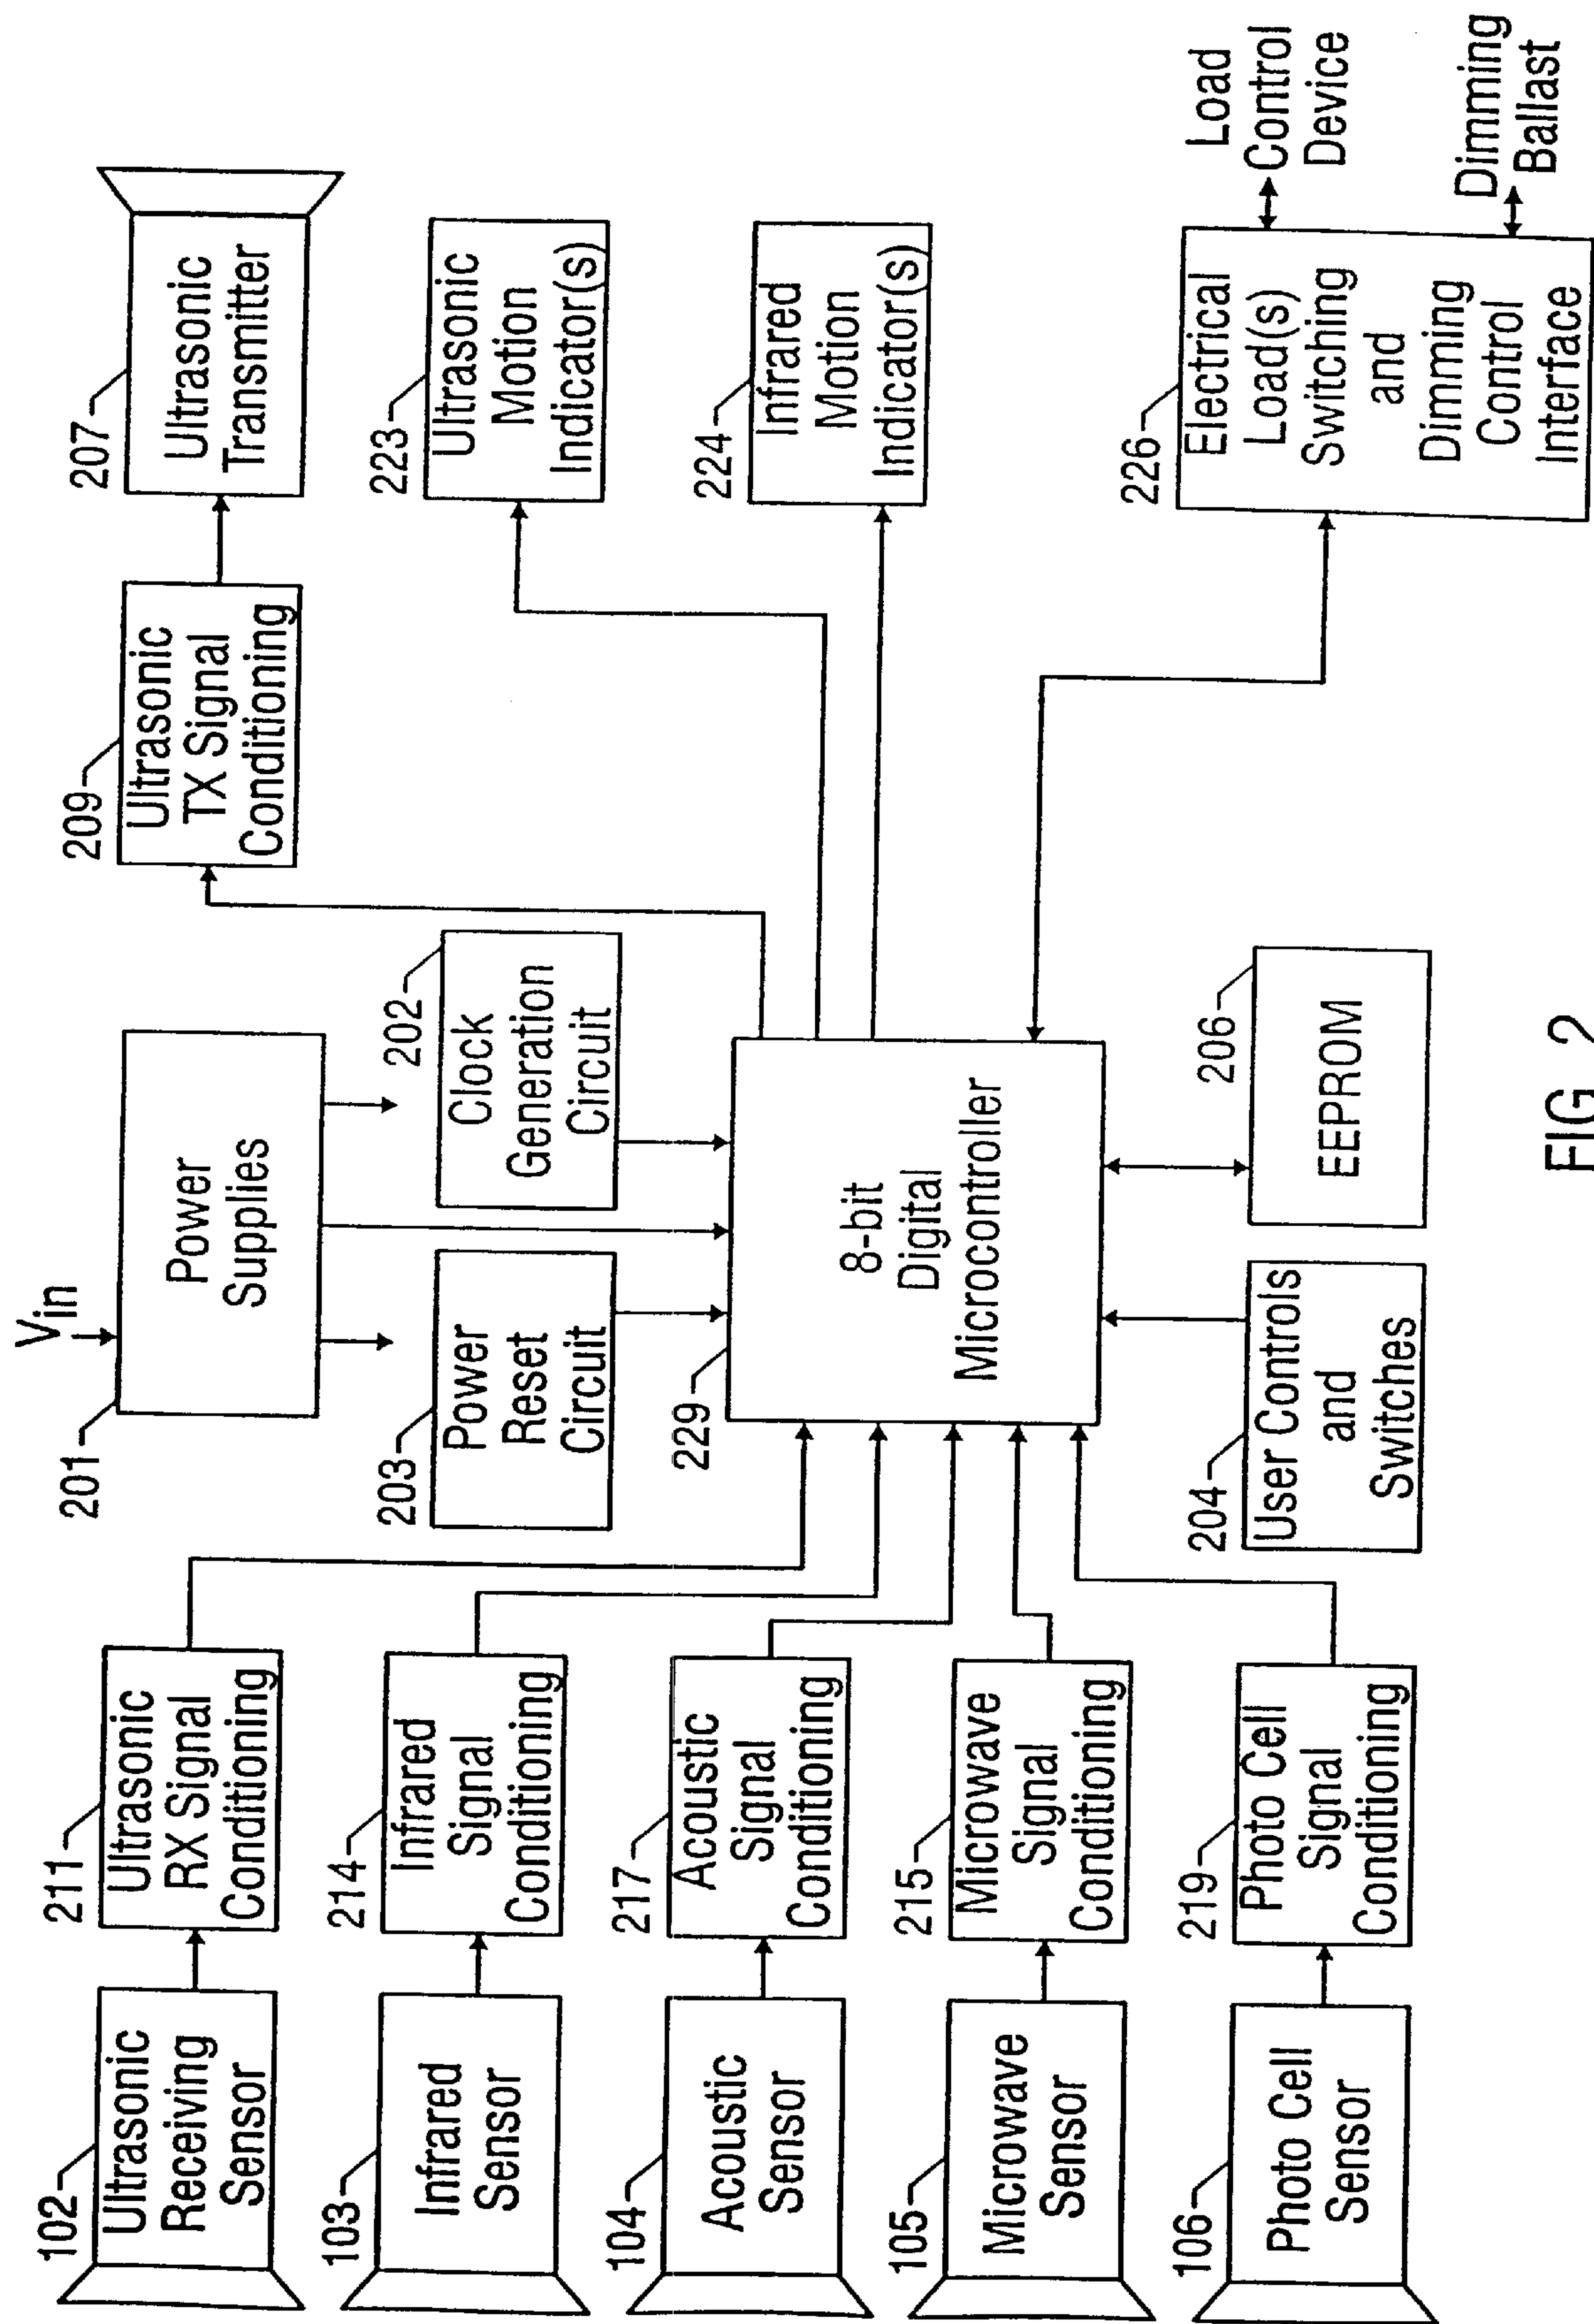 Vin
201
Power
Supplies
203
Power
Reset
Circuit
202
Clock
Generation
Circuit
209
Ultrasonic
TX Signal
Conditioning
207
Ultrasonic
Transmitter
102
Ultrasonic
Receiving
Sensor
211
Ultrasonic
RX Signal
Conditioning
223
Ultrasonic
Motion
Indicator(s)
103
Infrared
Sensor
214
Infrared
Signal
Conditioning
224
Infrared
Motion
Indicator(s)
104
Acoustic
Sensor
217
Acoustic
Signal
Conditioning
229
8-bit
Digital
Microcontroller
105
Microwave
Sensor
215
Microwave
Signal
Conditioning
106
Photo Cell
Sensor
219
Photo Cell
Signal
Conditioning
204
User Controls
and
Switches
206
EEPROM
226
Electrical
Load(s)
Switching
and
Dimming
Control
Interface
Load
Control
Device
Dimming
Ballast
FIG. 2